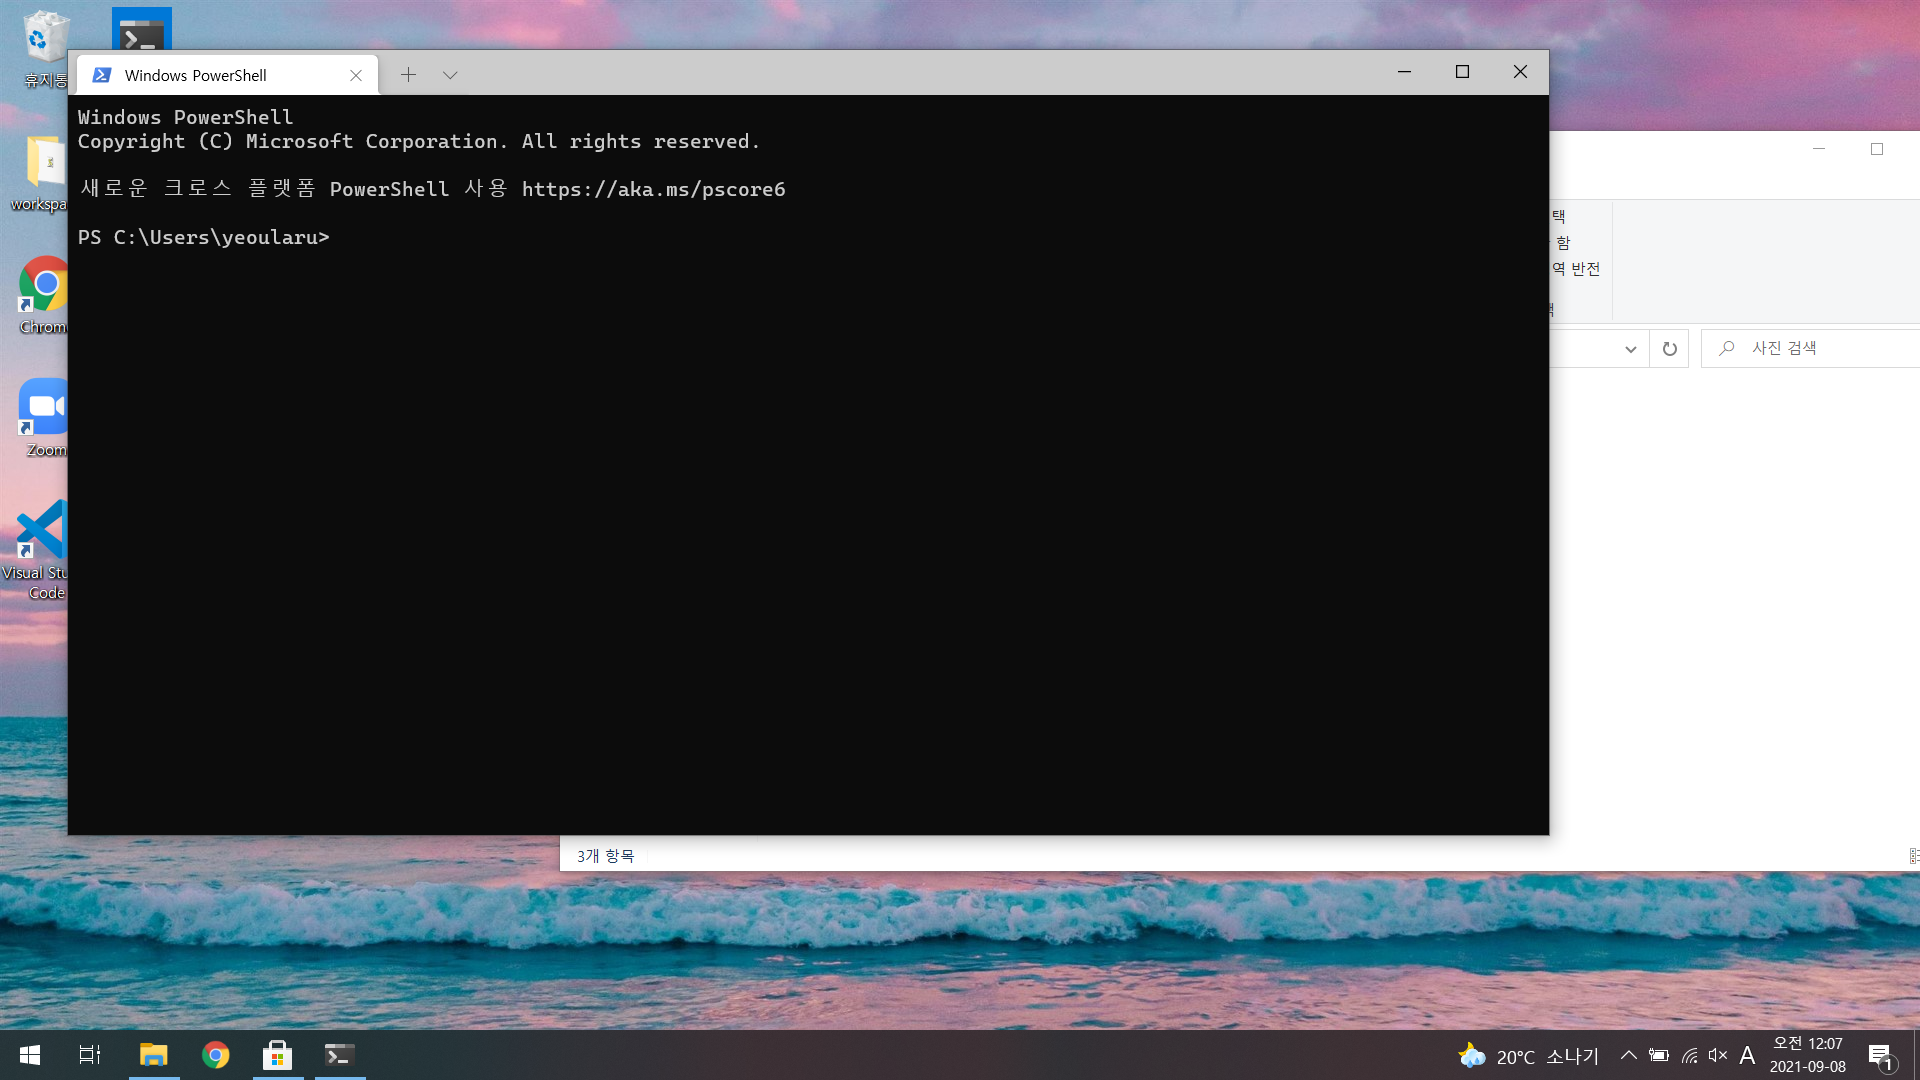 휴지통
Windows PowerShell
Windows PowerShell
Copyright (C) Microsoft Corporation. All rights reserved.
새로운 크로스 플랫폼 PowerShell 사용 https://aka.ms/pscore6
PS C:\Users\yeoularu>
workspa
Chrom
Zoom
Visual Stu
Code
택
함
역 반전
사진 검색
3개 항목
20°C 소나기
A
오전 12:07
2021-09-08
1